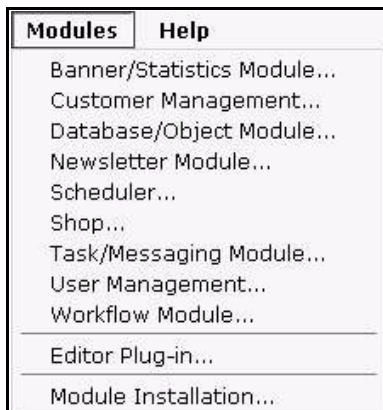 Modules Help
Banner/Statistics Module...
Customer Management...
Database/Object Module...
Newsletter Module...
Scheduler...
Shop...
Task/Messaging Module...
User Management...
Workflow Module...
Editor Plug-in...
Module Installation...